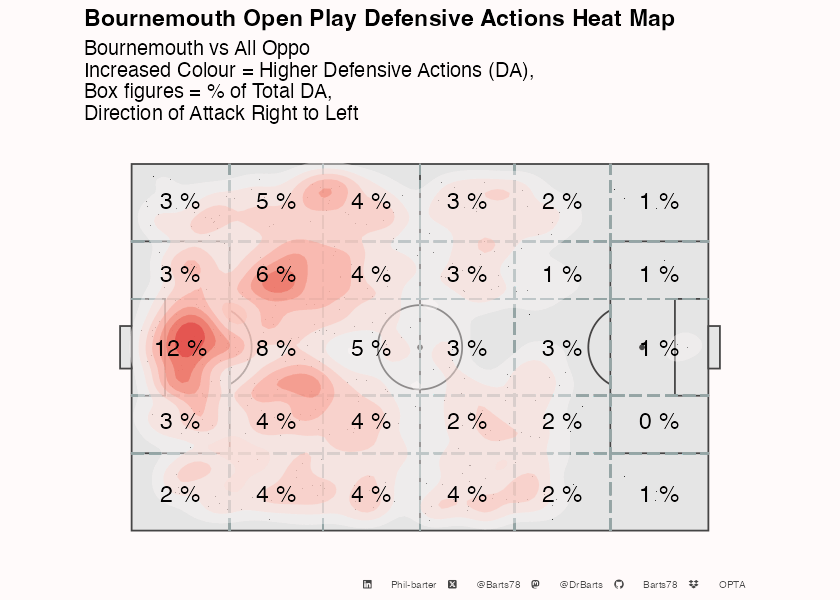 Bournemouth Open Play Defensive Actions Heat Map
Bournemouth vs All Oppo
Increased Colour = Higher Defensive Actions (DA),
Box figures = % of Total DA,
Direction of Attack Right to Left
3 % 5 % 4 % 3 % 2 % 1 %
3 % 6 % 4 % 3 % 1 % 1 %
12 % 8 % 5 % 3 % 3 % 1 %
3 % 4 % 4 % 2 % 2 % 0 %
2 % 4 % 4 % 4 % 2 % 1 %
Phil-barter @Barts78 @DrBarts Barts78 OPTA